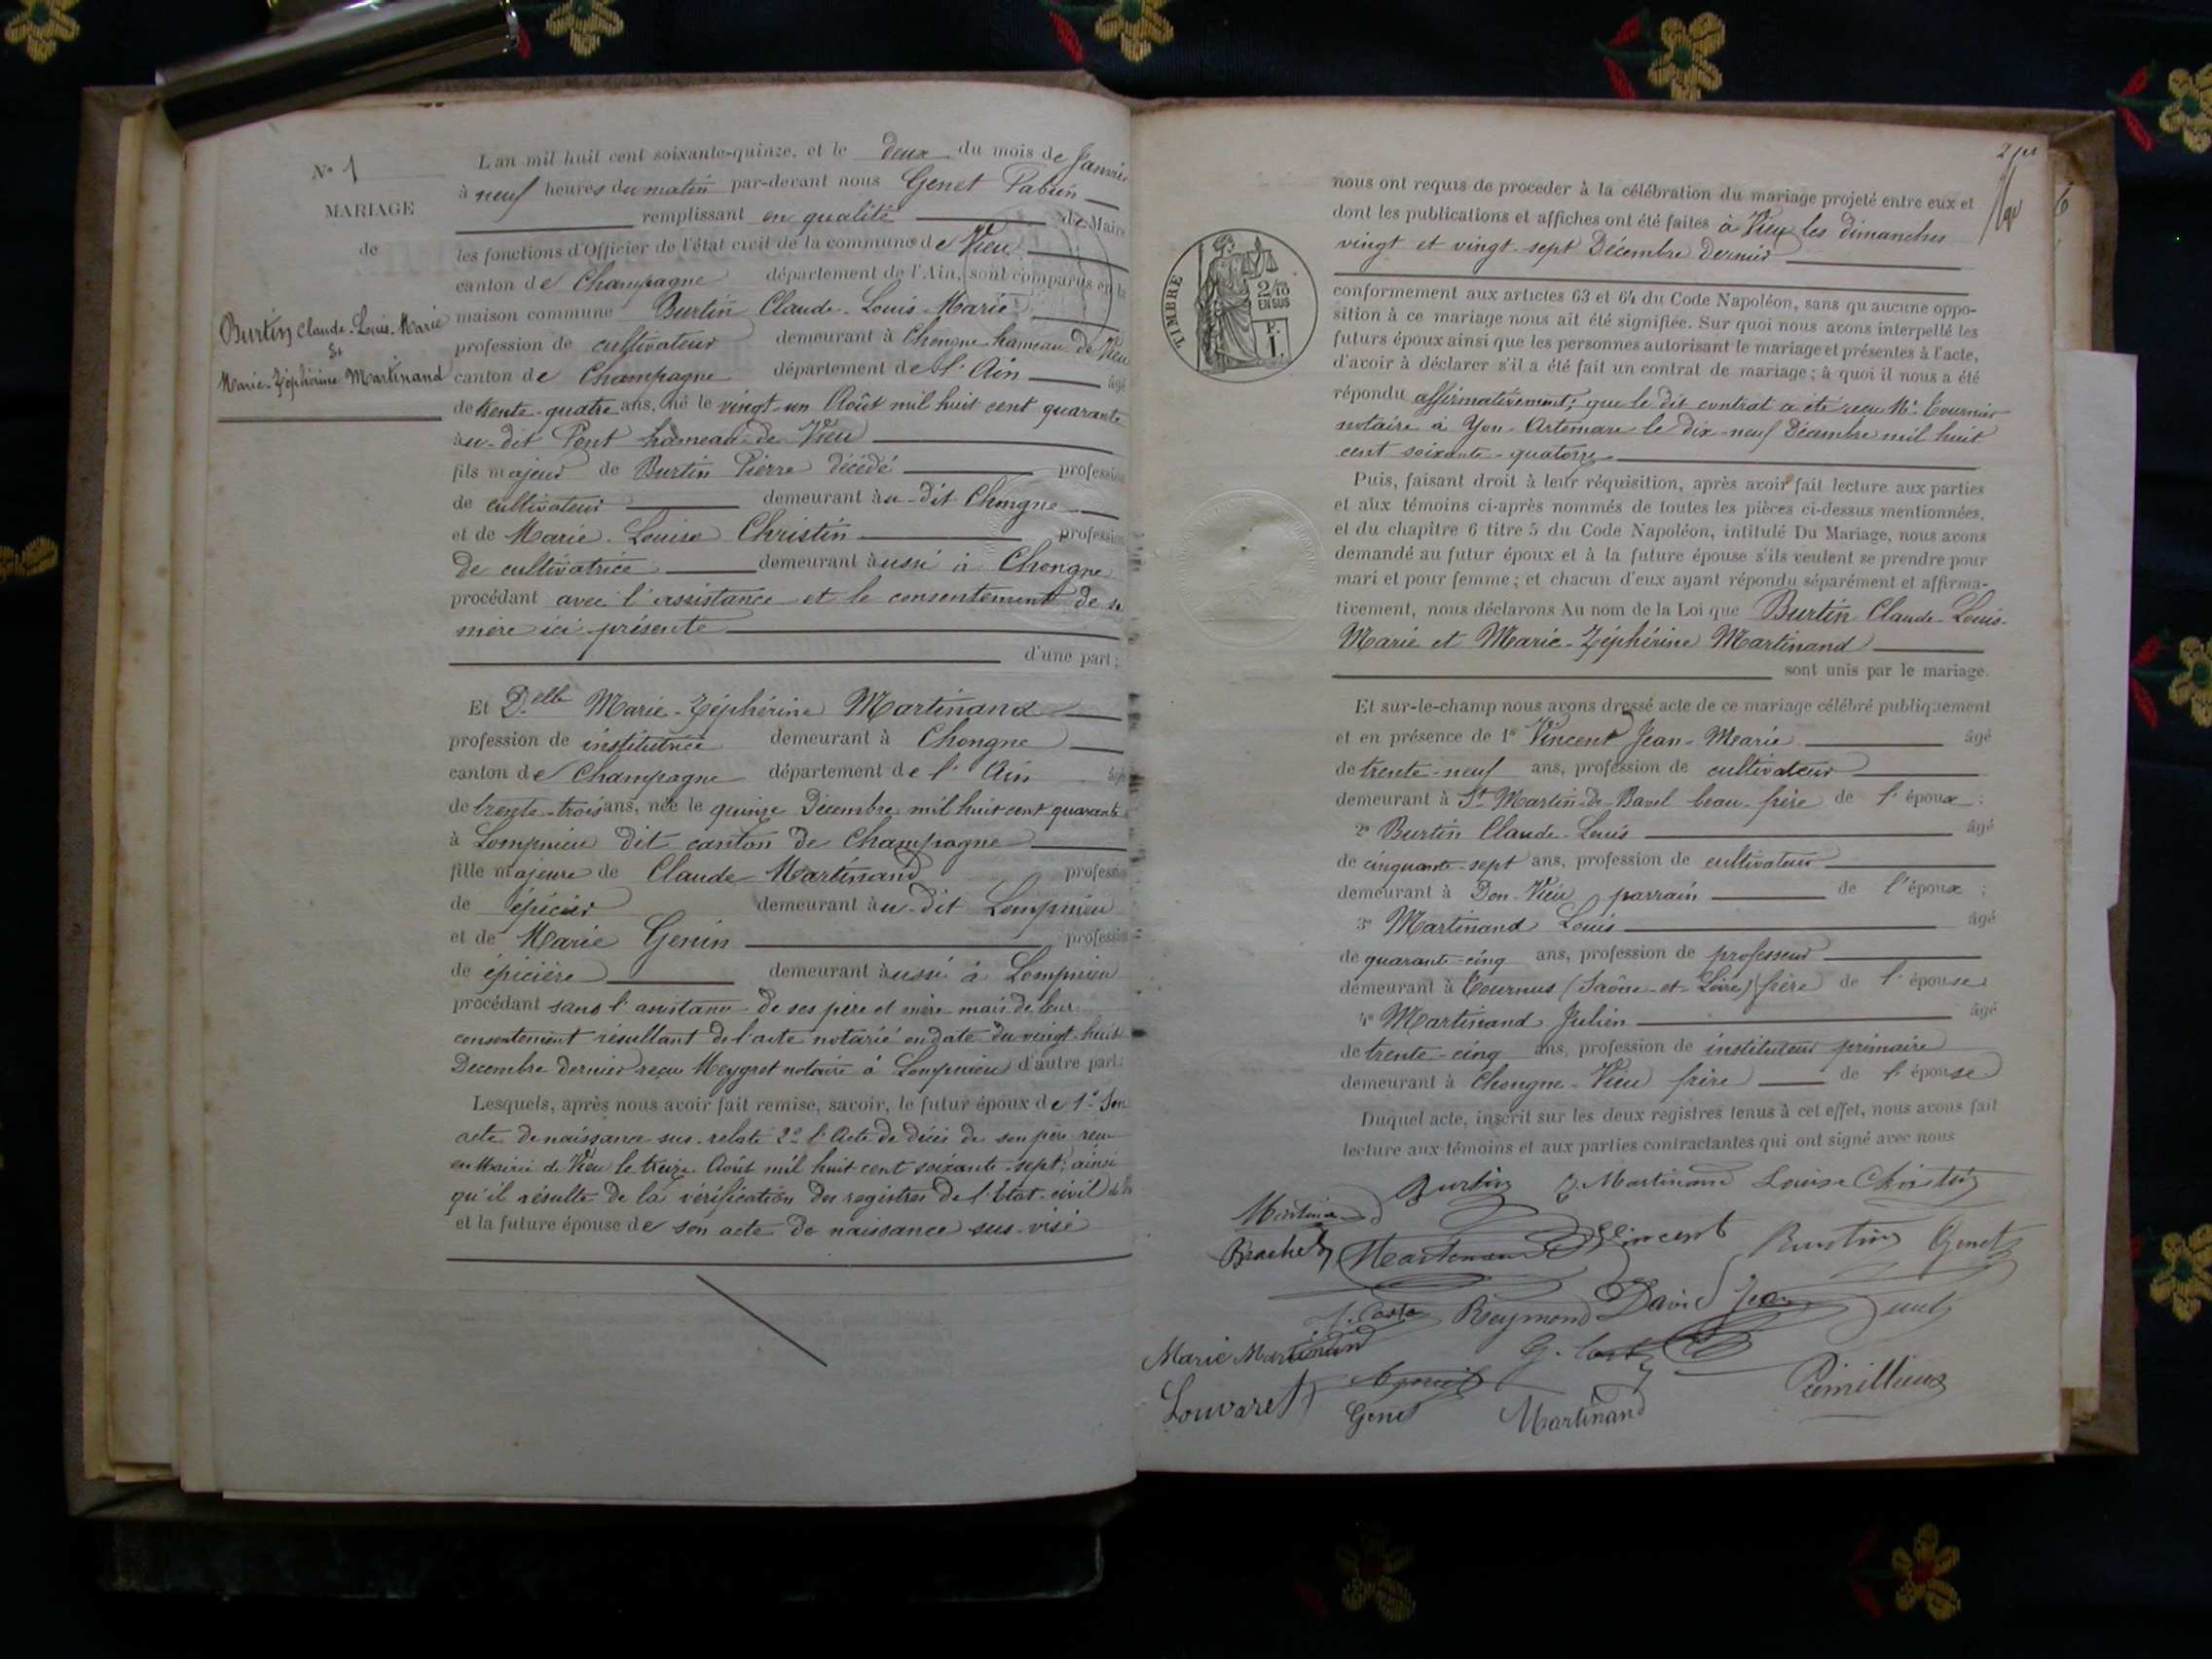 N° 1
MARIAGE
de
Burtin Claude-Louis-Marie
Et
Marie-Zéphérine Martinand
L'an mil huit cent soixante-quinze, et le deux du mois de Janvier
à neuf heures du matin par-devant nous Genet Fabien
remplissant en qualité de Maire
les fonctions d'Officier de l'état civil de la commune de Vieu
canton de Champagne département de l'Ain, sont comparus en la
maison commune Burtin Claude-Louis-Marie
profession de cultivateur demeurant à Chongne hameau de Vieu
canton de Champagne département de l'Ain âgé
de trente-quatre ans, né le vingt-un Août mil huit cent quarante
au-dit Pont hameau de Vieu
fils majeur de Burtin Pierre décédé profession
de cultivateur demeurant au-dit Chongne
et de Marie-Louise Christin profession
de cultivatrice demeurant aussi à Chongne
procédant avec l'assistance et le consentement de sa
mère ici présente
d'une part;
Et Delle Marie-Zéphérine Martinand
profession de institutrice demeurant à Chongne
canton de Champagne département de l'Ain âgé
de trente-trois ans, née le quinze Décembre mil huit cent quarante
à Lompnieu dit canton de Champagne
fille majeure de Claude Martinand profession
de épicier demeurant au-dit Lompnieu
et de Marie Genin profession
de épicière demeurant aussi à Lompnieu
procédant sans l'assistance de ses père et mère mais de leur
consentement résultant de l'acte notarié en date du vingt-huit
Décembre dernier reçu Meygret notaire à Lompnieu d'autre part:
Lesquels, après nous avoir fait remise, savoir, le futur époux de 1° Son
acte de naissance sus-relaté 2° l'Acte de décès de son père reçu
en Mairie de Vieu le treize Août mil huit cent soixante-sept; ainsi
qu'il résulte de la vérification des registres de l'Etat-civil
et la future épouse de son acte de naissance sus-visé
nous ont requis de procéder à la célébration du mariage projeté entre eux et
dont les publications et affiches ont été faites à Vieu les dimanches
vingt et vingt-sept Décembre dernier
conformément aux articles 63 et 64 du Code Napoléon, sans qu'aucune oppo-
sition à ce mariage nous ait été signifiée. Sur quoi nous avons interpellé les
futurs époux ainsi que les personnes autorisant le mariage et présentes à l'acte,
d'avoir à déclarer s'il a été fait un contrat de mariage; à quoi il nous a été
répondu affirmativement; que le dit contrat a été reçu Me Tournier
notaire à Yon-Artemare le dix-neuf Décembre mil huit
cent soixante-quatorze
Puis, faisant droit à leur réquisition, après avoir fait lecture aux parties
et aux témoins ci-après nommés de toutes les pièces ci-dessus mentionnées,
et du chapitre 6 titre 5 du Code Napoléon, intitulé Du Mariage, nous avons
demandé au futur époux et à la future épouse s'ils veulent se prendre pour
mari et pour femme; et chacun d'eux ayant répondu séparément et affirma-
tivement, nous déclarons Au nom de la Loi que Burtin Claude-Louis-
Marie et Marie-Zéphérine Martinand
sont unis par le mariage.
Et sur-le-champ nous avons dressé acte de ce mariage célébré publiquement
et en présence de 1° Vincent Jean-Marie âgé
de trente-neuf ans, profession de cultivateur
demeurant à St Martin-de-Bavel beau-frère de l'époux;
2° Burtin Claude-Louis âgé
de cinquante-sept ans, profession de cultivateur
demeurant à Don-Vieu parrain de l'époux;
3° Martinand Louis âgé
de quarante-cinq ans, profession de professeur
demeurant à Tournus (Saône-et-Loire) frère de l'épouse
4° Martinand Julien âgé
de trente-cinq ans, profession de instituteur primaire
demeurant à Chongne-Vieu frère de l'épouse
Duquel acte, inscrit sur les deux registres tenus à cet effet, nous avons fait
lecture aux témoins et aux parties contractantes qui ont signé avec nous
Burtin Z. Martinand Louise Christin
Martinand
Brachet Martinand Vincent Burtin Genet
Reymond David Jean
Marie Martinand
Louvaret Genet Martinand Pimillieux
TIMBRE
2/10
EN SUS